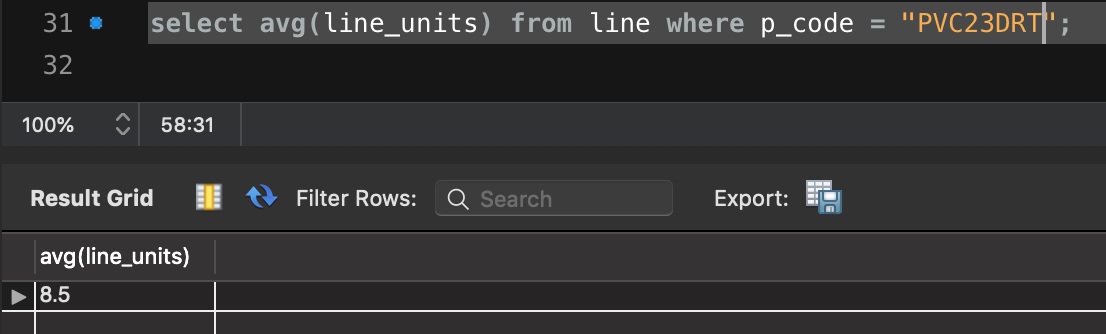 31 select avg(line_units) from line where p_code = "PVC23DRT";
32
100% 58:31
Result Grid Filter Rows: Search Export:
avg(line_units)
8.5